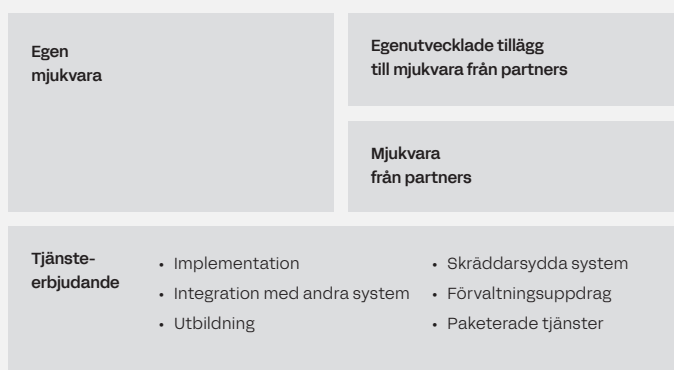 Egen
mjukvara
Egenutvecklade tillägg
till mjukvara från partners
Mjukvara
från partners
Tjänste-
erbjudande
• Implementation
• Integration med andra system
• Utbildning
• Skräddarsydda system
• Förvaltningsuppdrag
• Paketerade tjänster